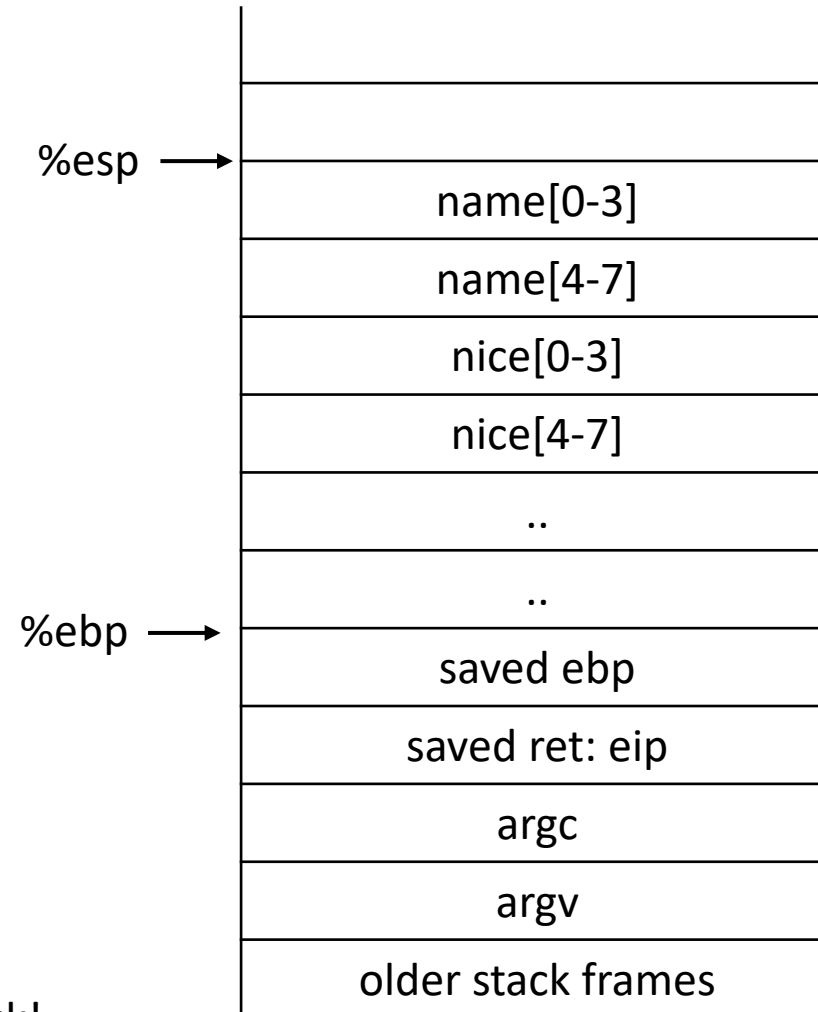 %esp
name[0-3]
name[4-7]
nice[0-3]
nice[4-7]
..
..
%ebp
saved ebp
saved ret: eip
argc
argv
older stack frames